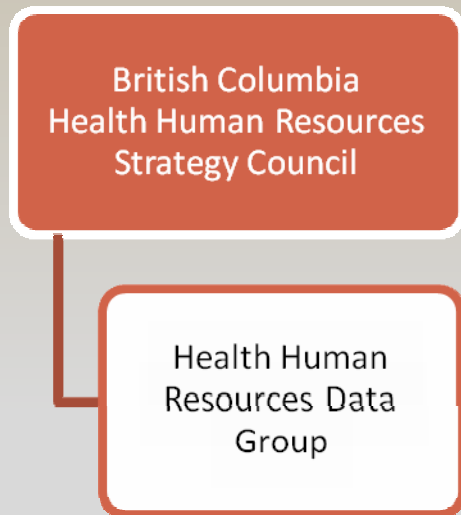 British Columbia
Health Human Resources
Strategy Council
Health Human
Resources Data
Group